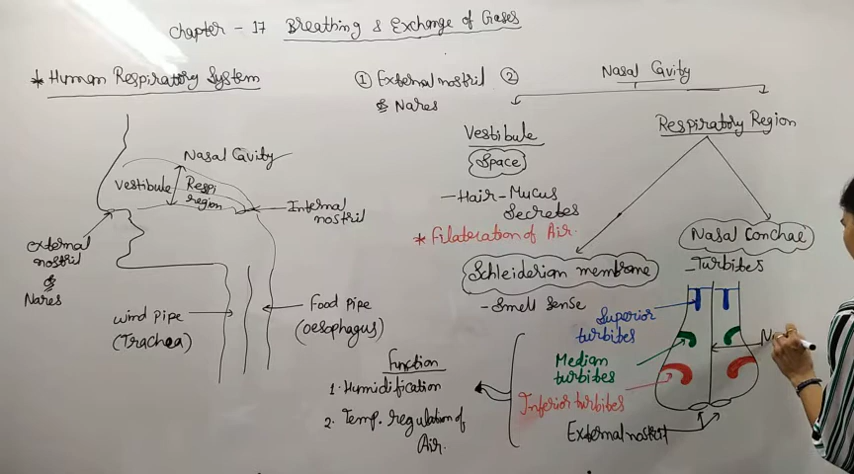 Chapter - 17 Breathing & Exchange of Gases
* Human Respiratory System
Nasal Cavity
Vestibule
Respi
region
Internal
nostril
external
nostril
&
Nares
Wind Pipe
(Trachea)
Food Pipe
(oesophagus)
① External nostril
& Nares
② Nasal Cavity
Vestibule
Space
- Hair - Mucus
Secretes
* Filateration of Air.
Respiratory Region
Schleiderian membrane
- Smell Sense
Nasal Conchae
- Turbites
Superior
turbites
Median
turbites
Inferior turbites
External nostril
Function
1. Humidification
2. Temp. regulation of
Air.